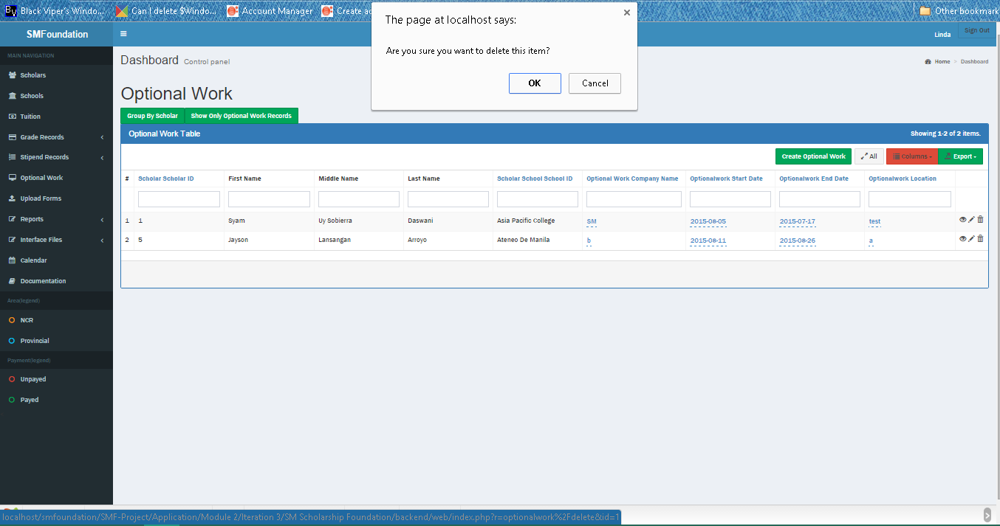 By Black Viper's Windo... Can I delete $Windo... Account Manager Create ac Other bookmark
The page at localhost says:
Are you sure you want to delete this item?
OK Cancel
SMFoundation Linda Sign Out
MAIN NAVIGATION
Scholars
Schools
Tuition
Grade Records
Stipend Records
Optional Work
Upload Forms
Reports
Interface Files
Calendar
Documentation
Area(legend)
NCR
Provincial
Payment(legend)
Unpayed
Payed
Dashboard Control panel Home > Dashboard
Optional Work
Group By Scholar Show Only Optional Work Records
Optional Work Table Showing 1-2 of 2 items.
Create Optional Work All Columns Export
# Scholar Scholar ID First Name Middle Name Last Name Scholar School School ID Optional Work Company Name Optionalwork Start Date Optionalwork End Date Optionalwork Location
1 1 Syam Uy Sobierra Daswani Asia Pacific College SM 2015-08-05 2015-07-17 test
2 5 Jayson Lansangan Arroyo Ateneo De Manila b 2015-08-11 2015-08-26 a
localhost/smfoundation/SMF-Project/Application/Module 2/Iteration 3/SM Scholarship Foundation/backend/web/index.php?r=optionalwork%2Fdelete&id=1